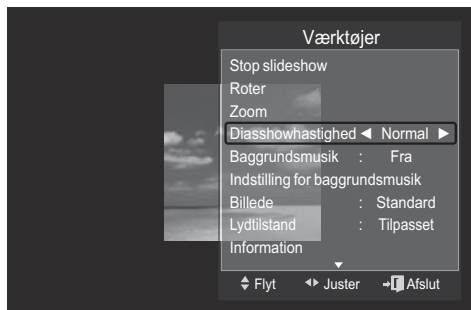 Værktøjer
Stop slideshow
Roter
Zoom
Diasshowhastighed ◄ Normal ►
Baggrundsmusik : Fra
Indstilling for baggrundsmusik
Billede : Standard
Lydtilstand : Tilpasset
Information
Flyt Juster Afslut